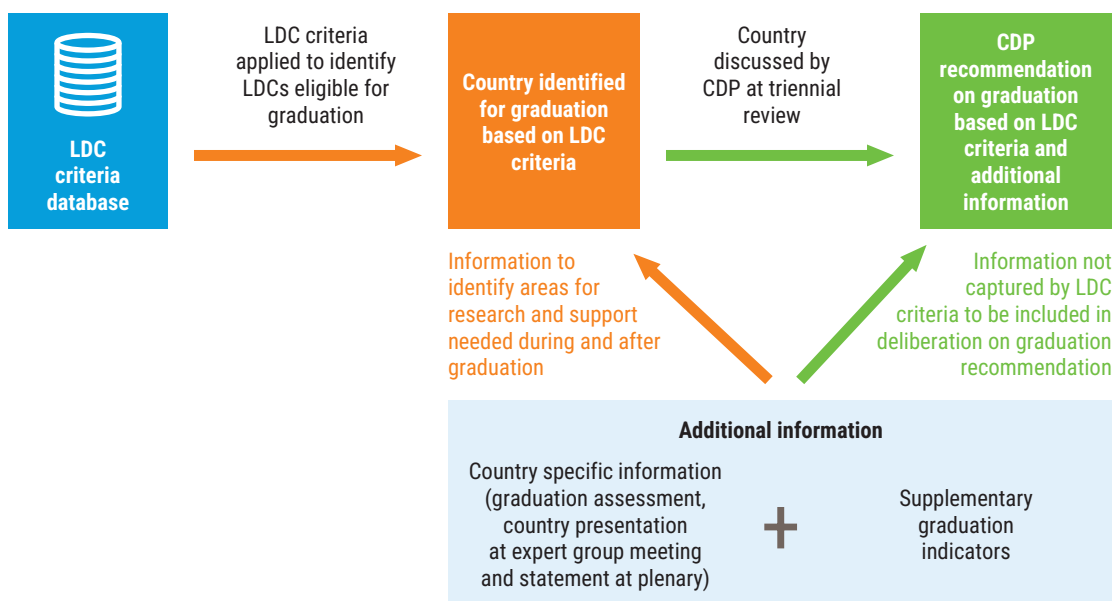 LDC
criteria
database
LDC criteria
applied to identify
LDCs eligible for
graduation
Country identified
for graduation
based on LDC
criteria
Country
discussed by
CDP at triennial
review
CDP
recommendation
on graduation
based on LDC
criteria and
additional
information
Information to
identify areas for
research and support
needed during and after
graduation
Information not
captured by LDC
criteria to be included in
deliberation on graduation
recommendation
Additional information
Country specific information
(graduation assessment,
country presentation
at expert group meeting
and statement at plenary)
+
Supplementary
graduation
indicators